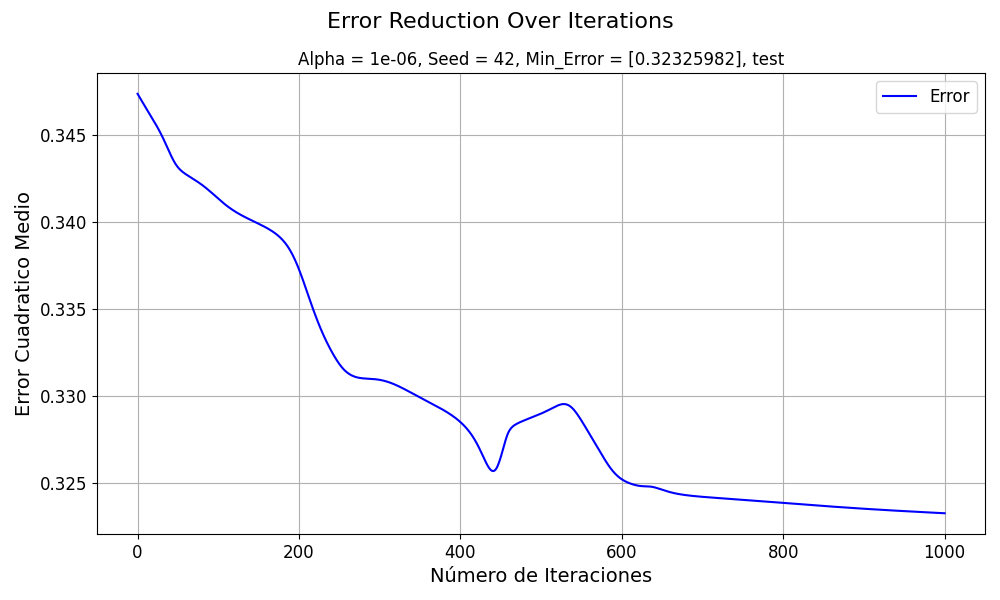 Error Reduction Over Iterations
Alpha = 1e-06, Seed = 42, Min_Error = [0.32325982], test
Error
0.345
0.340
0.335
0.330
0.325
Error Cuadratico Medio
0 200 400 600 800 1000
Número de Iteraciones